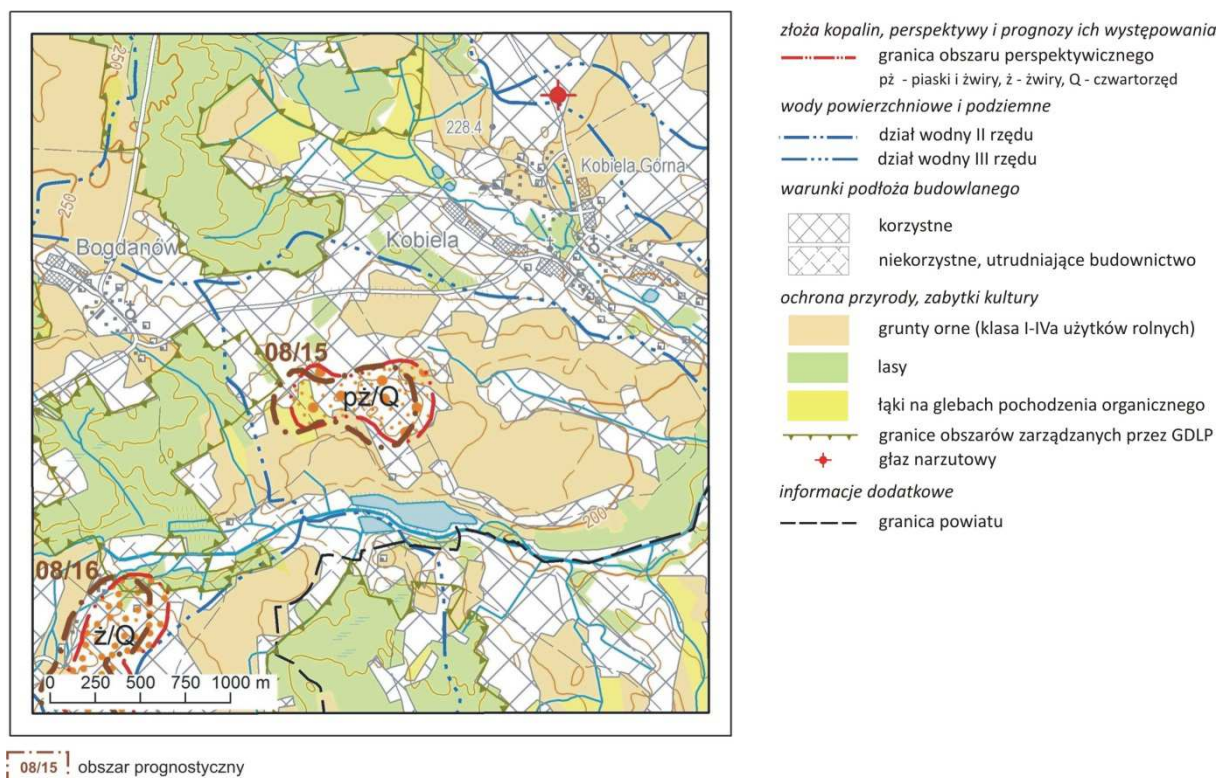 250
250
228.4
Kobiela Górna
Bogdanów
Kobiela
08/15
pż/Q
200
08/16
ż/Q
0 250 500 750 1000 m
08/15 obszar prognostyczny
złoża kopalin, perspektywy i prognozy ich występowania
granica obszaru perspektywicznego
pż - piaski i żwiry, ż - żwiry, Q - czwartorzęd
wody powierzchniowe i podziemne
dział wodny II rzędu
dział wodny III rzędu
warunki podłoża budowlanego
korzystne
niekorzystne, utrudniające budownictwo
ochrona przyrody, zabytki kultury
grunty orne (klasa I-IVa użytków rolnych)
lasy
łąki na glebach pochodzenia organicznego
granice obszarów zarządzanych przez GDLP
głaz narzutowy
informacje dodatkowe
granica powiatu